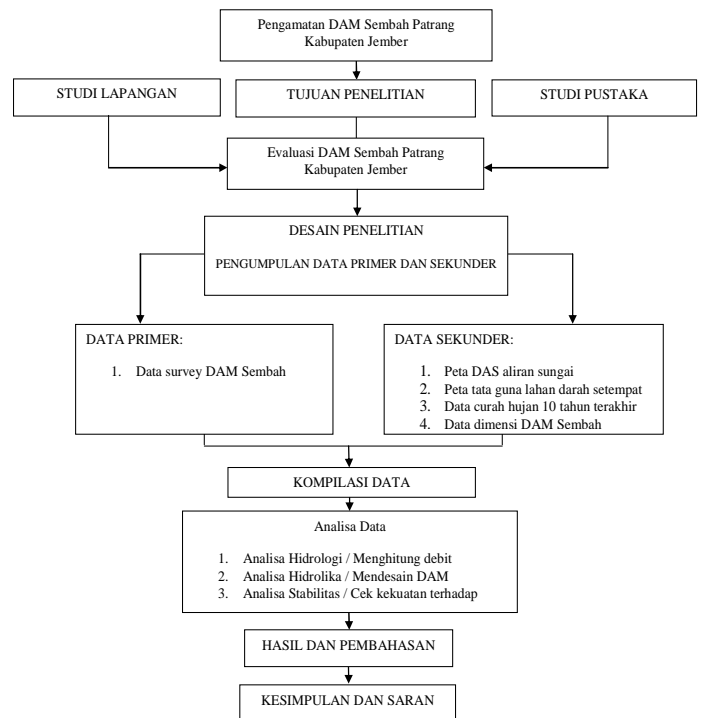 Pengamatan DAM Sembah Patrang
Kabupaten Jember
STUDI LAPANGAN
TUJUAN PENELITIAN
STUDI PUSTAKA
Evaluasi DAM Sembah Patrang
Kabupaten Jember
DESAIN PENELITIAN
PENGUMPULAN DATA PRIMER DAN SEKUNDER
DATA PRIMER:
1. Data survey DAM Sembah
DATA SEKUNDER:
1. Peta DAS aliran sungai
2. Peta tata guna lahan darah setempat
3. Data curah hujan 10 tahun terakhir
4. Data dimensi DAM Sembah
KOMPILASI DATA
Analisa Data
1. Analisa Hidrologi / Menghitung debit
2. Analisa Hidrolika / Mendesain DAM
3. Analisa Stabilitas / Cek kekuatan terhadap
HASIL DAN PEMBAHASAN
KESIMPULAN DAN SARAN